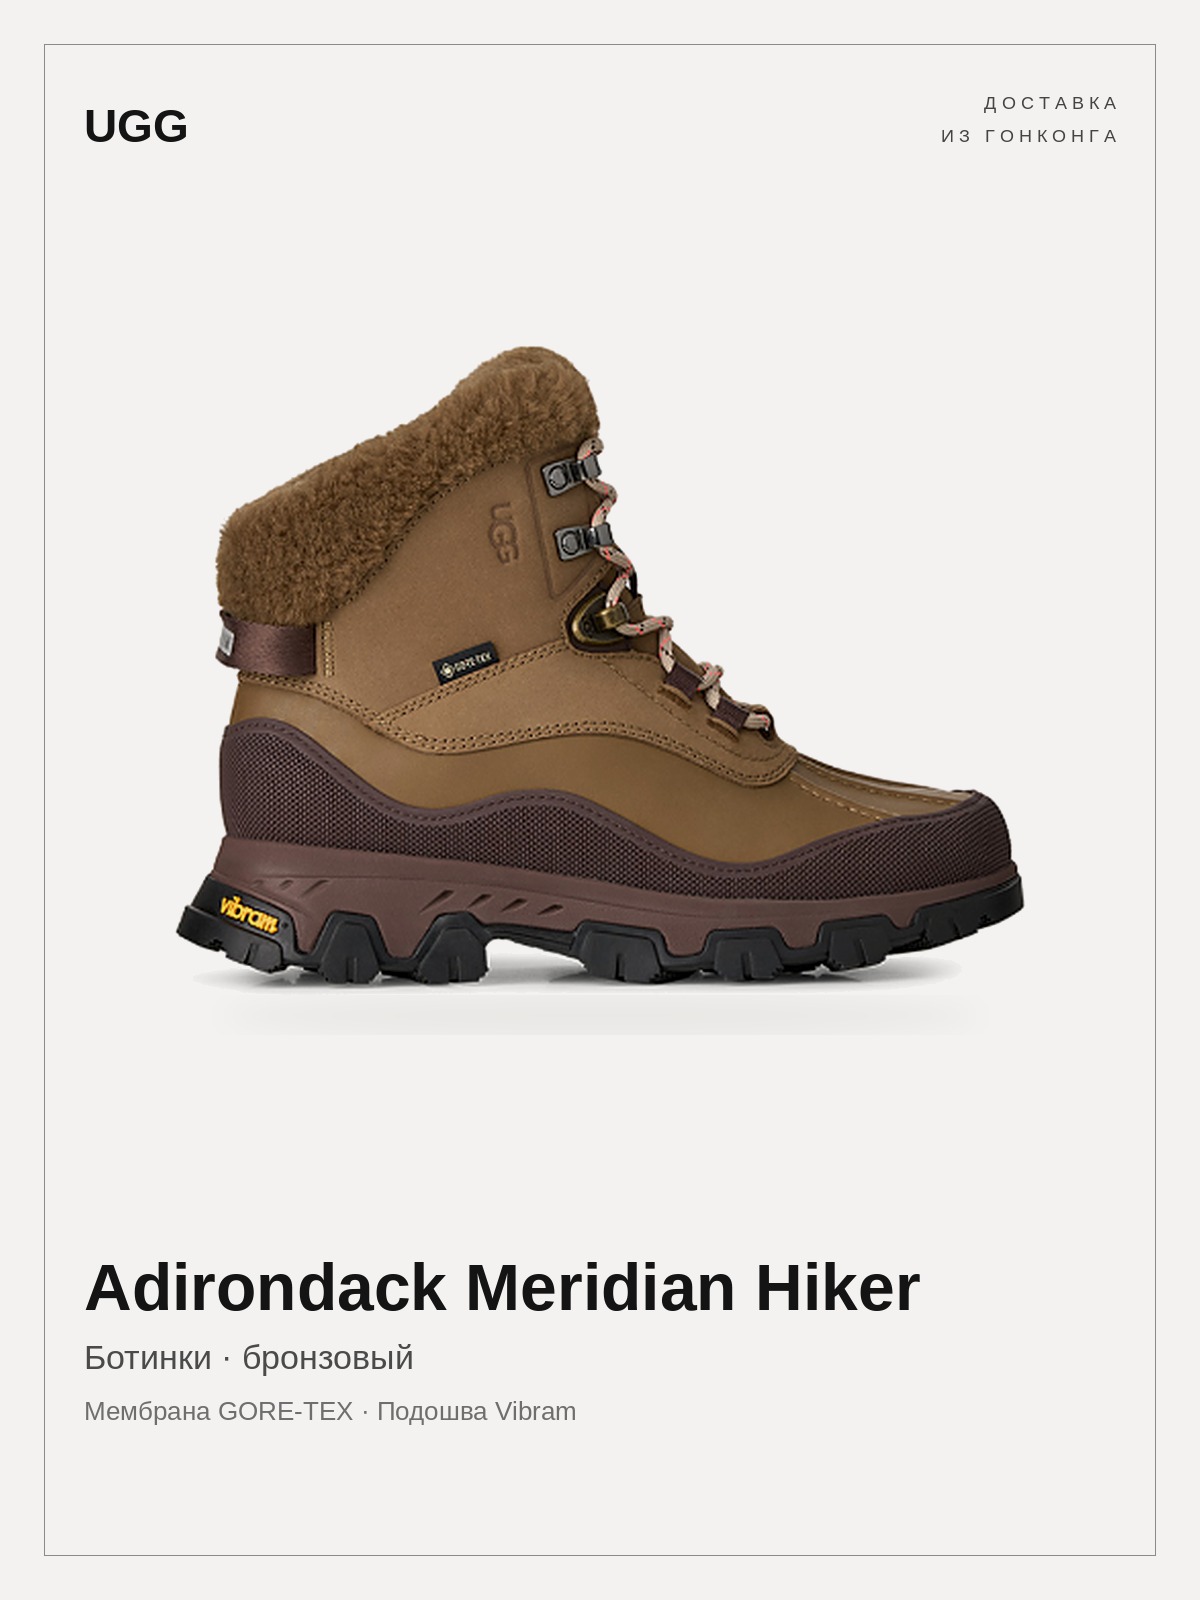 UGG
ДОСТАВКА
ИЗ ГОНКОНГА
UGG
GORE-TEX
vibram
Adirondack Meridian Hiker
Ботинки · бронзовый
Мембрана GORE-TEX · Подошва Vibram